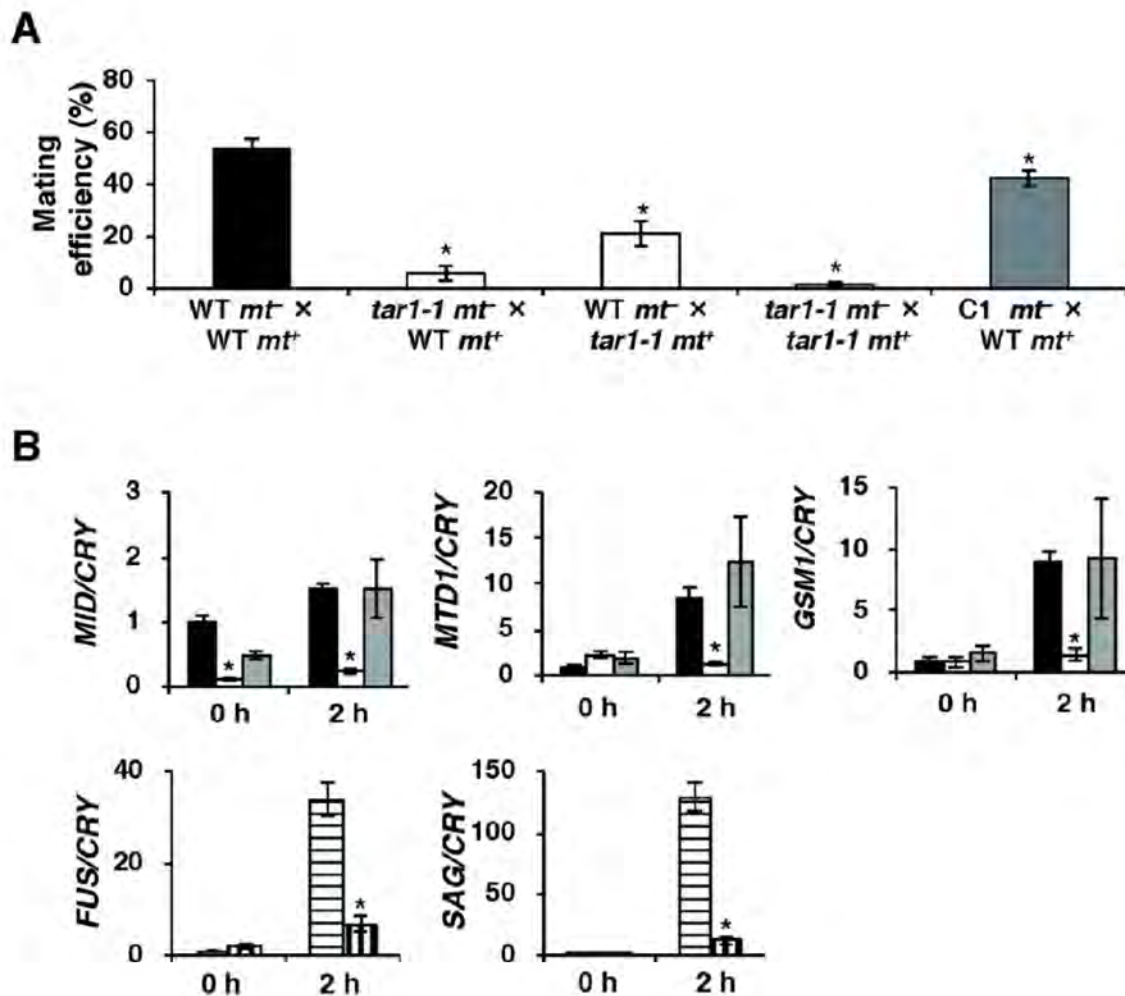 A
Mating
efficiency (%)
80
60
40
20
0
*
*
*
*
WT mt⁻ ×
WT mt⁺
tar1-1 mt⁻ ×
WT mt⁺
WT mt⁻ ×
tar1-1 mt⁺
tar1-1 mt⁻ ×
tar1-1 mt⁺
C1 mt⁻ ×
WT mt⁺
B
MID/CRY
3
2
1
0
*
*
0 h
2 h
MTD1/CRY
20
15
10
5
0
*
0 h
2 h
GSM1/CRY
15
10
5
0
*
0 h
2 h
FUS/CRY
40
20
0
*
0 h
2 h
SAG/CRY
150
100
50
0
*
0 h
2 h